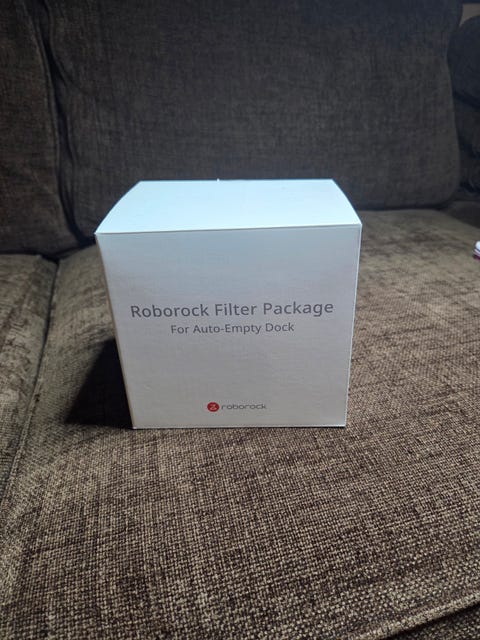 Roborock Filter Package
For Auto-Empty Dock
roborock